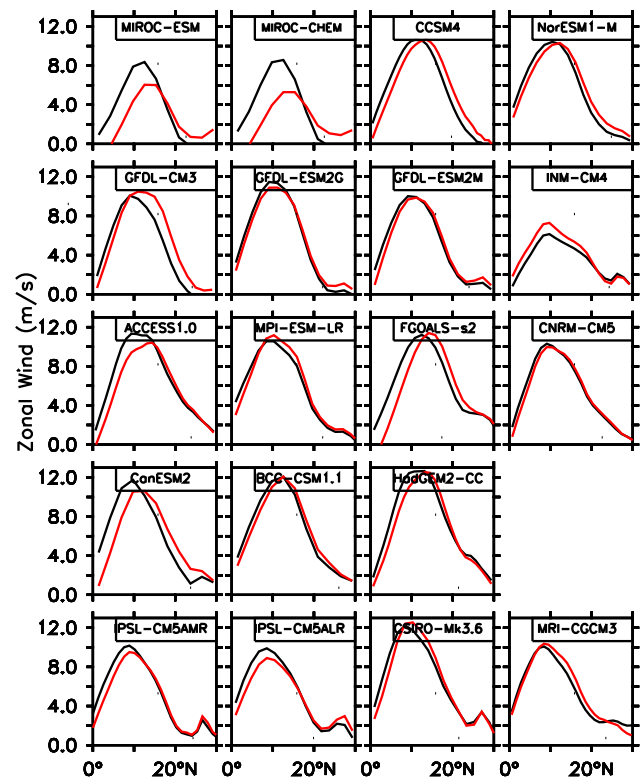 MIROC-ESM MIROC-CHEM CCSM4 NorESM1-M
12.0
8.0
4.0
0.0
GFDL-CM3 GFDL-ESM2G GFDL-ESM2M INM-CM4
12.0
8.0
4.0
0.0
Zonal Wind (m/s)
ACCESS1.0 MPI-ESM-LR FGOALS-s2 CNRM-CM5
12.0
8.0
4.0
0.0
CanESM2 BCC-CSM1.1 HadGEM2-CC
12.0
8.0
4.0
0.0
IPSL-CM5AMR IPSL-CM5ALR CSIRO-Mk3.6 MRI-CGCM3
12.0
8.0
4.0
0.0
0° 20°N 0° 20°N 0° 20°N 0° 20°N